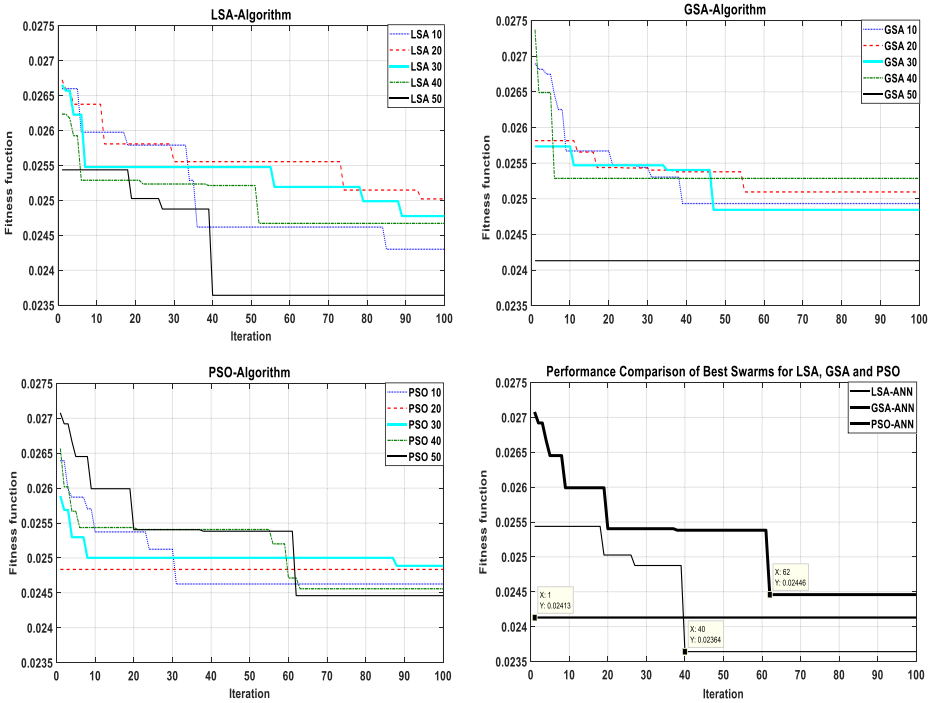 LSA-Algorithm
0.0275
0.027
0.0265
0.026
0.0255
0.025
0.0245
0.024
0.0235
Fitness function
0 10 20 30 40 50 60 70 80 90 100
Iteration
LSA 10
LSA 20
LSA 30
LSA 40
LSA 50
GSA-Algorithm
0.0275
0.027
0.0265
0.026
0.0255
0.025
0.0245
0.024
0.0235
Fitness function
0 10 20 30 40 50 60 70 80 90 100
GSA 10
GSA 20
GSA 30
GSA 40
GSA 50
PSO-Algorithm
0.0275
0.027
0.0265
0.026
0.0255
0.025
0.0245
0.024
0.0235
Fitness function
0 10 20 30 40 50 60 70 80 90 100
Iteration
PSO 10
PSO 20
PSO 30
PSO 40
PSO 50
Performance Comparison of Best Swarms for LSA, GSA and PSO
0.0275
0.027
0.0265
0.026
0.0255
0.025
0.0245
0.024
0.0235
Fitness function
0 10 20 30 40 50 60 70 80 90 100
Iteration
LSA-ANN
GSA-ANN
PSO-ANN
X: 62
Y: 0.02446
X: 1
Y: 0.02413
X: 40
Y: 0.02364